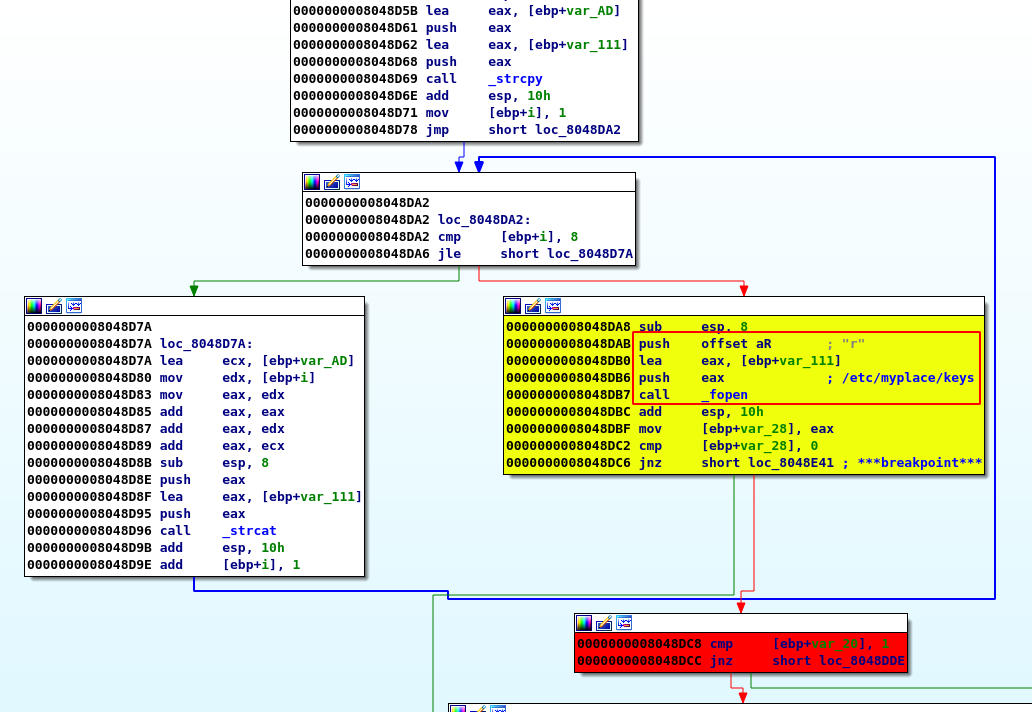 0000000008048D5B lea eax, [ebp+var_AD]
0000000008048D61 push eax
0000000008048D62 lea eax, [ebp+var_111]
0000000008048D68 push eax
0000000008048D69 call _strcpy
0000000008048D6E add esp, 10h
0000000008048D71 mov [ebp+i], 1
0000000008048D78 jmp short loc_8048DA2
0000000008048DA2
0000000008048DA2 loc_8048DA2:
0000000008048DA2 cmp [ebp+i], 8
0000000008048DA6 jle short loc_8048D7A
0000000008048D7A
0000000008048D7A loc_8048D7A:
0000000008048D7A lea ecx, [ebp+var_AD]
0000000008048D80 mov edx, [ebp+i]
0000000008048D83 mov eax, edx
0000000008048D85 add eax, eax
0000000008048D87 add eax, edx
0000000008048D89 add eax, ecx
0000000008048D8B sub esp, 8
0000000008048D8E push eax
0000000008048D8F lea eax, [ebp+var_111]
0000000008048D95 push eax
0000000008048D96 call _strcat
0000000008048D9B add esp, 10h
0000000008048D9E add [ebp+i], 1
0000000008048DA8 sub esp, 8
0000000008048DAB push offset aR ; "r"
0000000008048DB0 lea eax, [ebp+var_111]
0000000008048DB6 push eax ; /etc/myplace/keys
0000000008048DB7 call _fopen
0000000008048DBC add esp, 10h
0000000008048DBF mov [ebp+var_28], eax
0000000008048DC2 cmp [ebp+var_28], 0
0000000008048DC6 jnz short loc_8048E41 ; ***breakpoint***
0000000008048DC8 cmp [ebp+var_2D], 1
0000000008048DCC jnz short loc_8048DDE